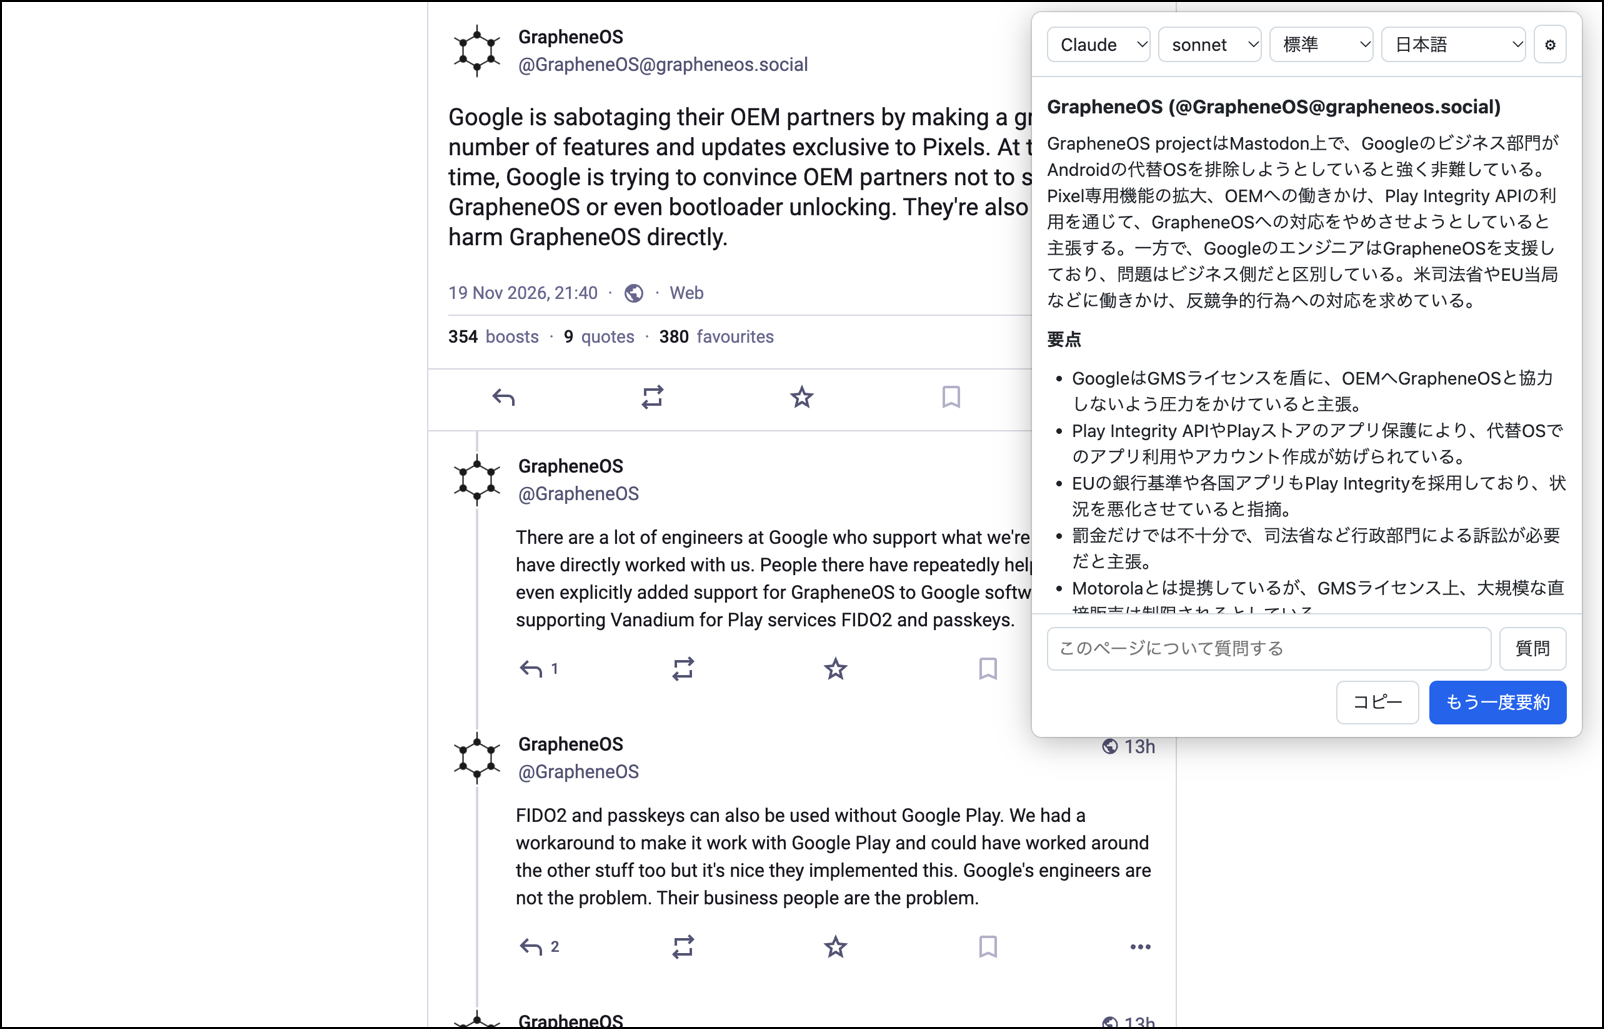 GrapheneOS
@GrapheneOS@grapheneos.social
Google is sabotaging their OEM partners by making a
number of features and updates exclusive to Pixels. At
time, Google is trying to convince OEM partners not to
GrapheneOS or even bootloader unlocking. They're also
harm GrapheneOS directly.
19 Nov 2026, 21:40 · Web
354 boosts · 9 quotes · 380 favourites
GrapheneOS
@GrapheneOS
There are a lot of engineers at Google who support what we're
have directly worked with us. People there have repeatedly
even explicitly added support for GrapheneOS to Google
supporting Vanadium for Play services FIDO2 and passkeys.
1
GrapheneOS
@GrapheneOS
13h
FIDO2 and passkeys can also be used without Google Play. We had a
workaround to make it work with Google Play and could have worked around
the other stuff too but it's nice they implemented this. Google's engineers are
not the problem. Their business people are the problem.
2
GrapheneOS
13h
Claude
sonnet
標準
日本語
GrapheneOS (@GrapheneOS@grapheneos.social)
GrapheneOS projectはMastodon上で、Googleのビジネス部門が
Androidの代替OSを排除しようとしていると強く非難している。
Pixel専用機能の拡大、OEMへの働きかけ、Play Integrity APIの利
用を通じて、GrapheneOSへの対応をやめさせようとしていると
主張する。一方で、GoogleのエンジニアはGrapheneOSを支援し
ており、問題はビジネス側だと区別している。米司法省やEU当局
などに働きかけ、反競争的行為への対応を求めている。
要点
• GoogleはGMSライセンスを盾に、OEMへGrapheneOSと協力
しないよう圧力をかけていると主張。
• Play Integrity APIやPlayストアのアプリ保護により、代替OSで
のアプリ利用やアカウント作成が妨げられている。
• EUの銀行基準や各国アプリもPlay Integrityを採用しており、状
況を悪化させていると指摘。
• 罰金だけでは不十分で、司法省など行政部門による訴訟が必要
だと主張。
• Motorolaとは提携しているが、GMSライセンス上、大規模な直
接販売は制限されるとしている。
このページについて質問する
質問
コピー
もう一度要約